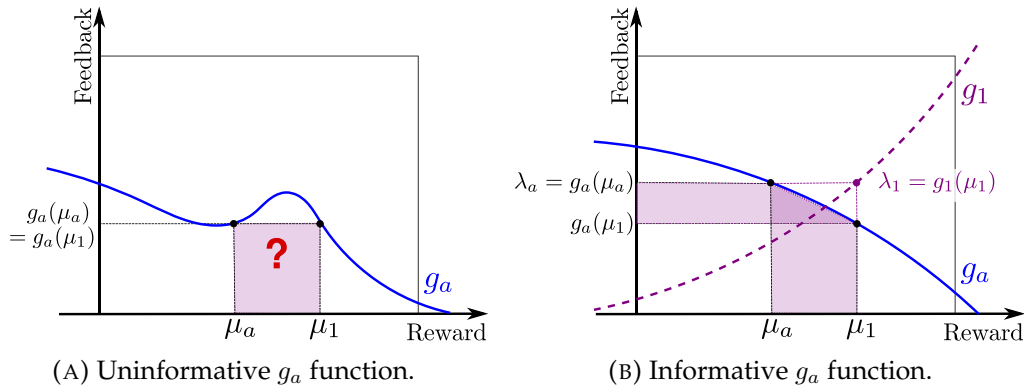 Feedback
g_a(μ_a)
= g_a(μ_1)
?
g_a
μ_a
μ_1
Reward
(A) Uninformative g_a function.
Feedback
g_1
λ_a = g_a(μ_a)
λ_1 = g_1(μ_1)
g_a(μ_1)
g_a
μ_a
μ_1
Reward
(B) Informative g_a function.